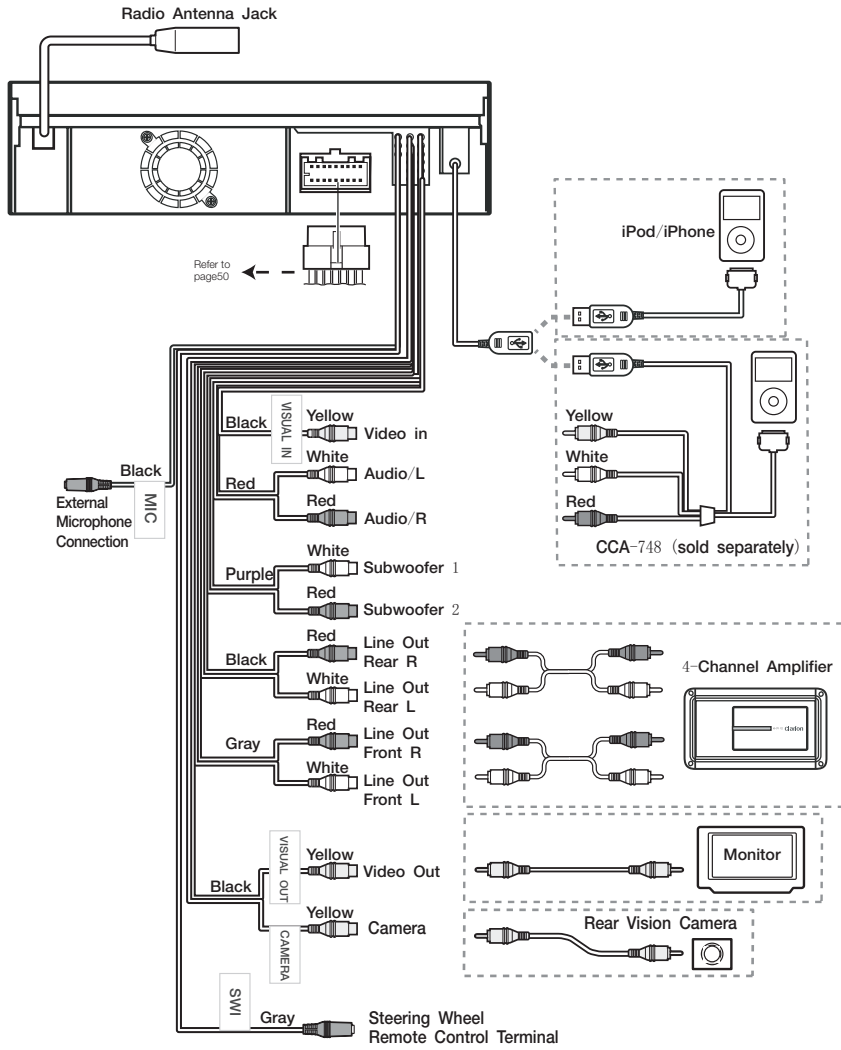 Radio Antenna Jack
Refer to
page50
iPod/iPhone
Yellow
White
Red
CCA-748 (sold separately)
Black
VISUAL IN
Yellow
Video in
Red
White
Audio/L
Red
Audio/R
Black
MIC
External
Microphone
Connection
Purple
White
Subwoofer 1
Red
Subwoofer 2
Black
Red
Line Out
Rear R
White
Line Out
Rear L
Gray
Red
Line Out
Front R
White
Line Out
Front L
4-Channel Amplifier
clarion
Black
VISUAL OUT
Yellow
Video Out
Monitor
CAMERA
Yellow
Camera
Rear Vision Camera
SWI
Gray
Steering Wheel
Remote Control Terminal